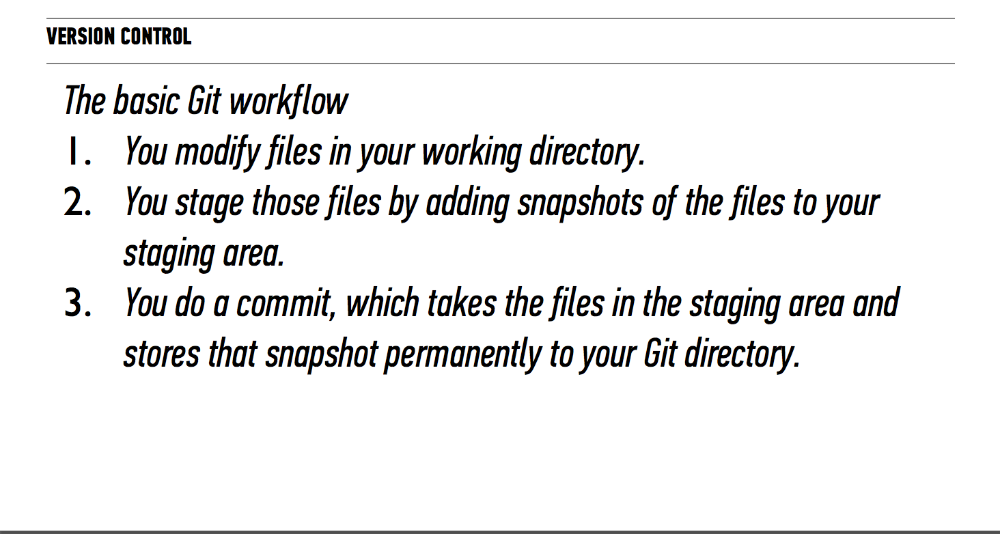 VERSION CONTROL
The basic Git workflow
1. You modify files in your working directory.
2. You stage those files by adding snapshots of the files to your
staging area.
3. You do a commit, which takes the files in the staging area and
stores that snapshot permanently to your Git directory.